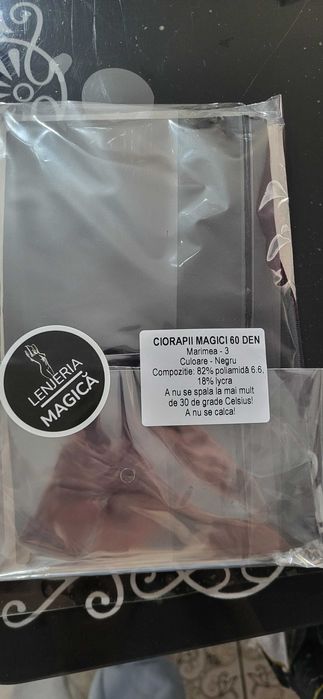 CIORAPII MAGICI 60 DEN
Marimea - 3
Culoare - Negru
Compozitie: 82% poliamidă 6.6,
18% lycra
A nu se spala la mai mult
de 30 de grade Celsius!
A nu se calca!
LENJERIA
MAGICĂ